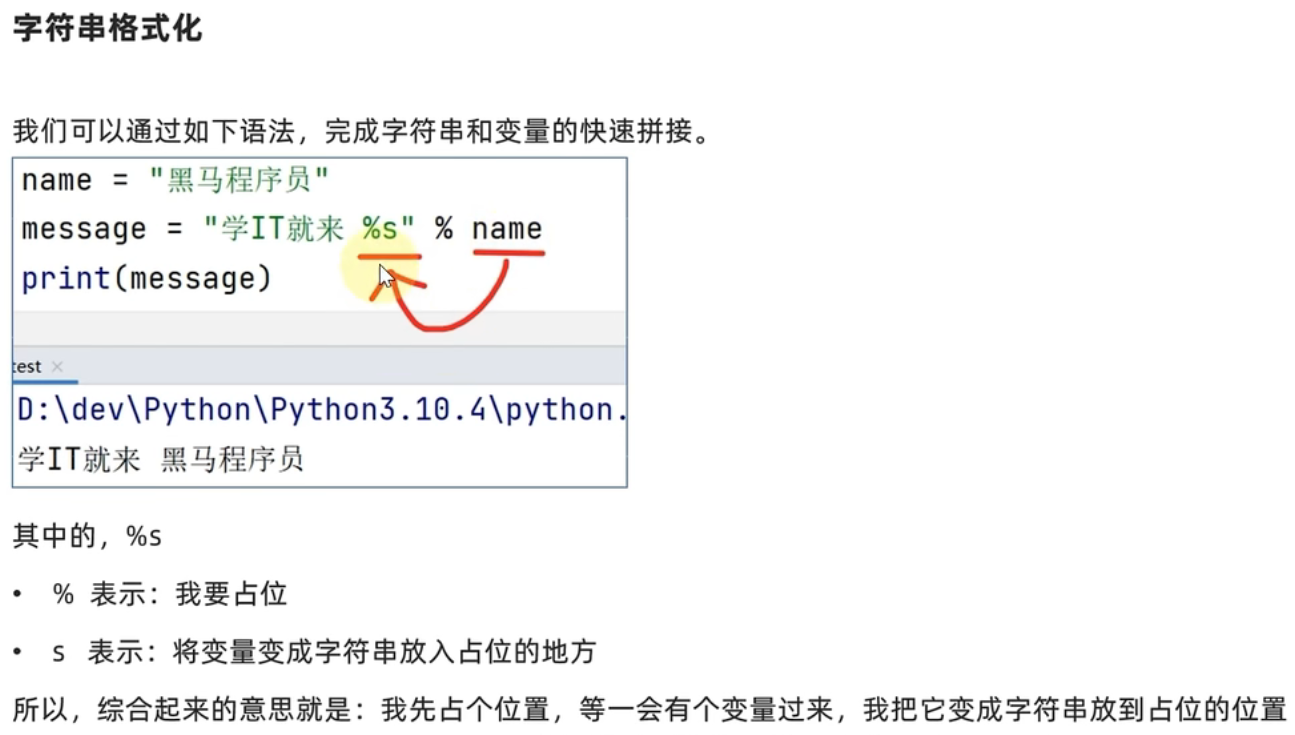 字符串格式化
我们可以通过如下语法，完成字符串和变量的快速拼接。
name = "黑马程序员"
message = "学IT就来 %s" % name
print(message)
test ×
D:\dev\Python\Python3.10.4\python.
学IT就来 黑马程序员
其中的，%s
• % 表示：我要占位
• s 表示：将变量变成字符串放入占位的地方
所以，综合起来的意思就是：我先占个位置，等一会有个变量过来，我把它变成字符串放到占位的位置